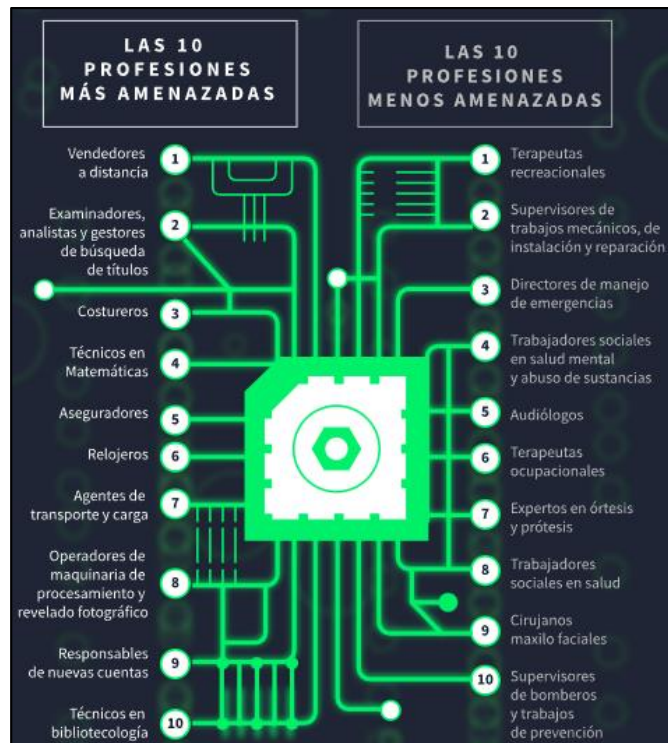 LAS 10
PROFESIONES
MÁS AMENAZADAS
1
Vendedores
a distancia
2
Examinadores,
analistas y gestores
de búsqueda
de títulos
3
Costureros
4
Técnicos en
Matemáticas
5
Aseguradores
6
Relojeros
7
Agentes de
transporte y carga
8
Operadores de
maquinaria de
procesamiento y
revelado fotográfico
9
Responsables
de nuevas cuentas
10
Técnicos en
bibliotecología
LAS 10
PROFESIONES
MENOS AMENAZADAS
1
Terapeutas
recreacionales
2
Supervisores de
trabajos mecánicos, de
instalación y reparación
3
Directores de manejo
de emergencias
4
Trabajadores sociales
en salud mental
y abuso de sustancias
5
Audiólogos
6
Terapeutas
ocupacionales
7
Expertos en órtesis
y prótesis
8
Trabajadores
sociales en salud
9
Cirujanos
maxilo faciales
10
Supervisores
de bomberos
y trabajos
de prevención